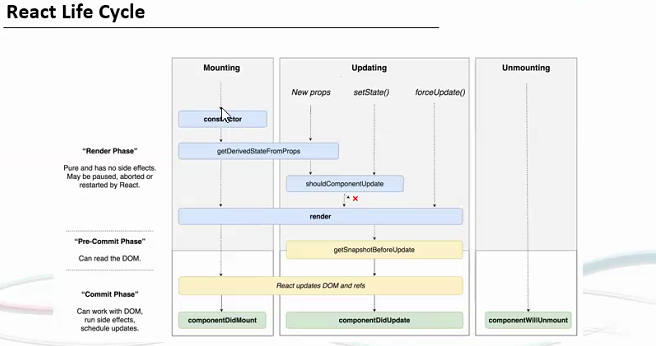 React Life Cycle
Mounting
Updating
Unmounting
New props
setState()
forceUpdate()
constructor
"Render Phase"
Pure and has no side effects.
May be paused, aborted or
restarted by React.
getDerivedStateFromProps
shouldComponentUpdate
render
"Pre-Commit Phase"
Can read the DOM.
getSnapshotBeforeUpdate
React updates DOM and refs
"Commit Phase"
Can work with DOM,
run side effects,
schedule updates.
componentDidMount
componentDidUpdate
componentWillUnmount